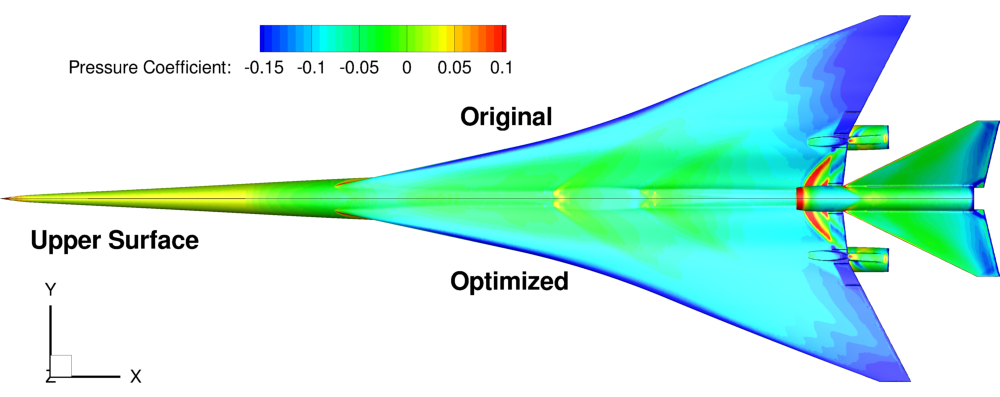 Pressure Coefficient: -0.15 -0.1 -0.05 0 0.05 0.1
Original
Upper Surface
Optimized
Y
Z X